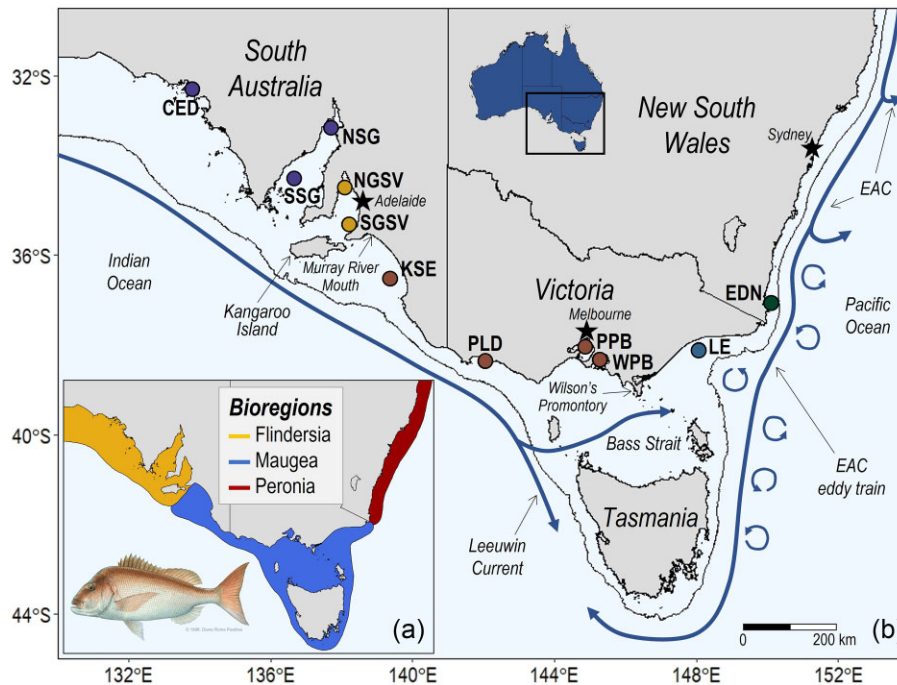 32°S
36°S
40°S
44°S
132°E
136°E
140°E
144°E
148°E
152°E
South
Australia
New South
Wales
Sydney
CED
NSG
SSG
NGSV
Adelaide
SGSV
EAC
Indian
Ocean
Murray River
Mouth
KSE
Kangaroo
Island
Victoria
Melbourne
EDN
Pacific
Ocean
PLD
PPB
WPB
LE
Wilson's
Promontory
Bass Strait
EAC
eddy train
Tasmania
Leeuwin
Current
Bioregions
Flindersia
Maugea
Peronia
(a)
0
200 km
(b)